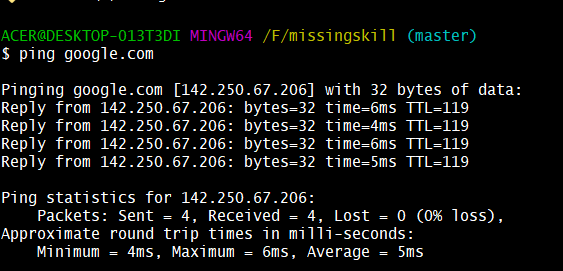 ACER@DESKTOP-013T3DI MINGW64 /F/missingskill (master)
$ ping google.com
Pinging google.com [142.250.67.206] with 32 bytes of data:
Reply from 142.250.67.206: bytes=32 time=6ms TTL=119
Reply from 142.250.67.206: bytes=32 time=4ms TTL=119
Reply from 142.250.67.206: bytes=32 time=6ms TTL=119
Reply from 142.250.67.206: bytes=32 time=5ms TTL=119
Ping statistics for 142.250.67.206:
Packets: Sent = 4, Received = 4, Lost = 0 (0% loss),
Approximate round trip times in milli-seconds:
Minimum = 4ms, Maximum = 6ms, Average = 5ms